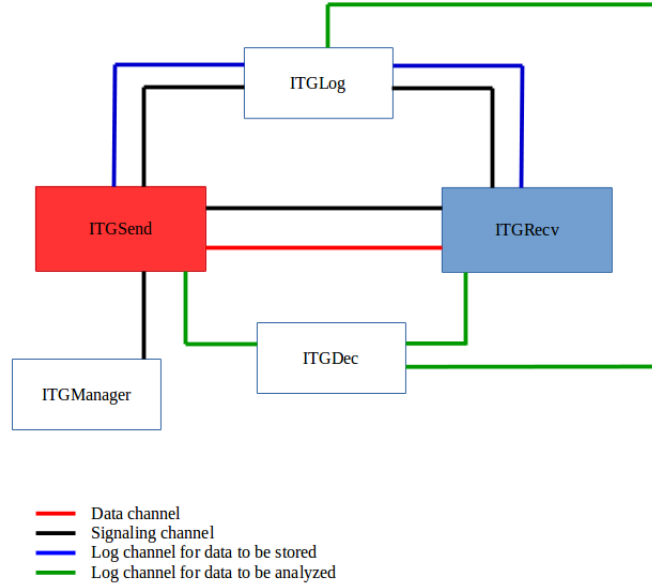 ITGLog
ITGSend
ITGRecv
ITGDec
ITGManager
Data channel
Signaling channel
Log channel for data to be stored
Log channel for data to be analyzed